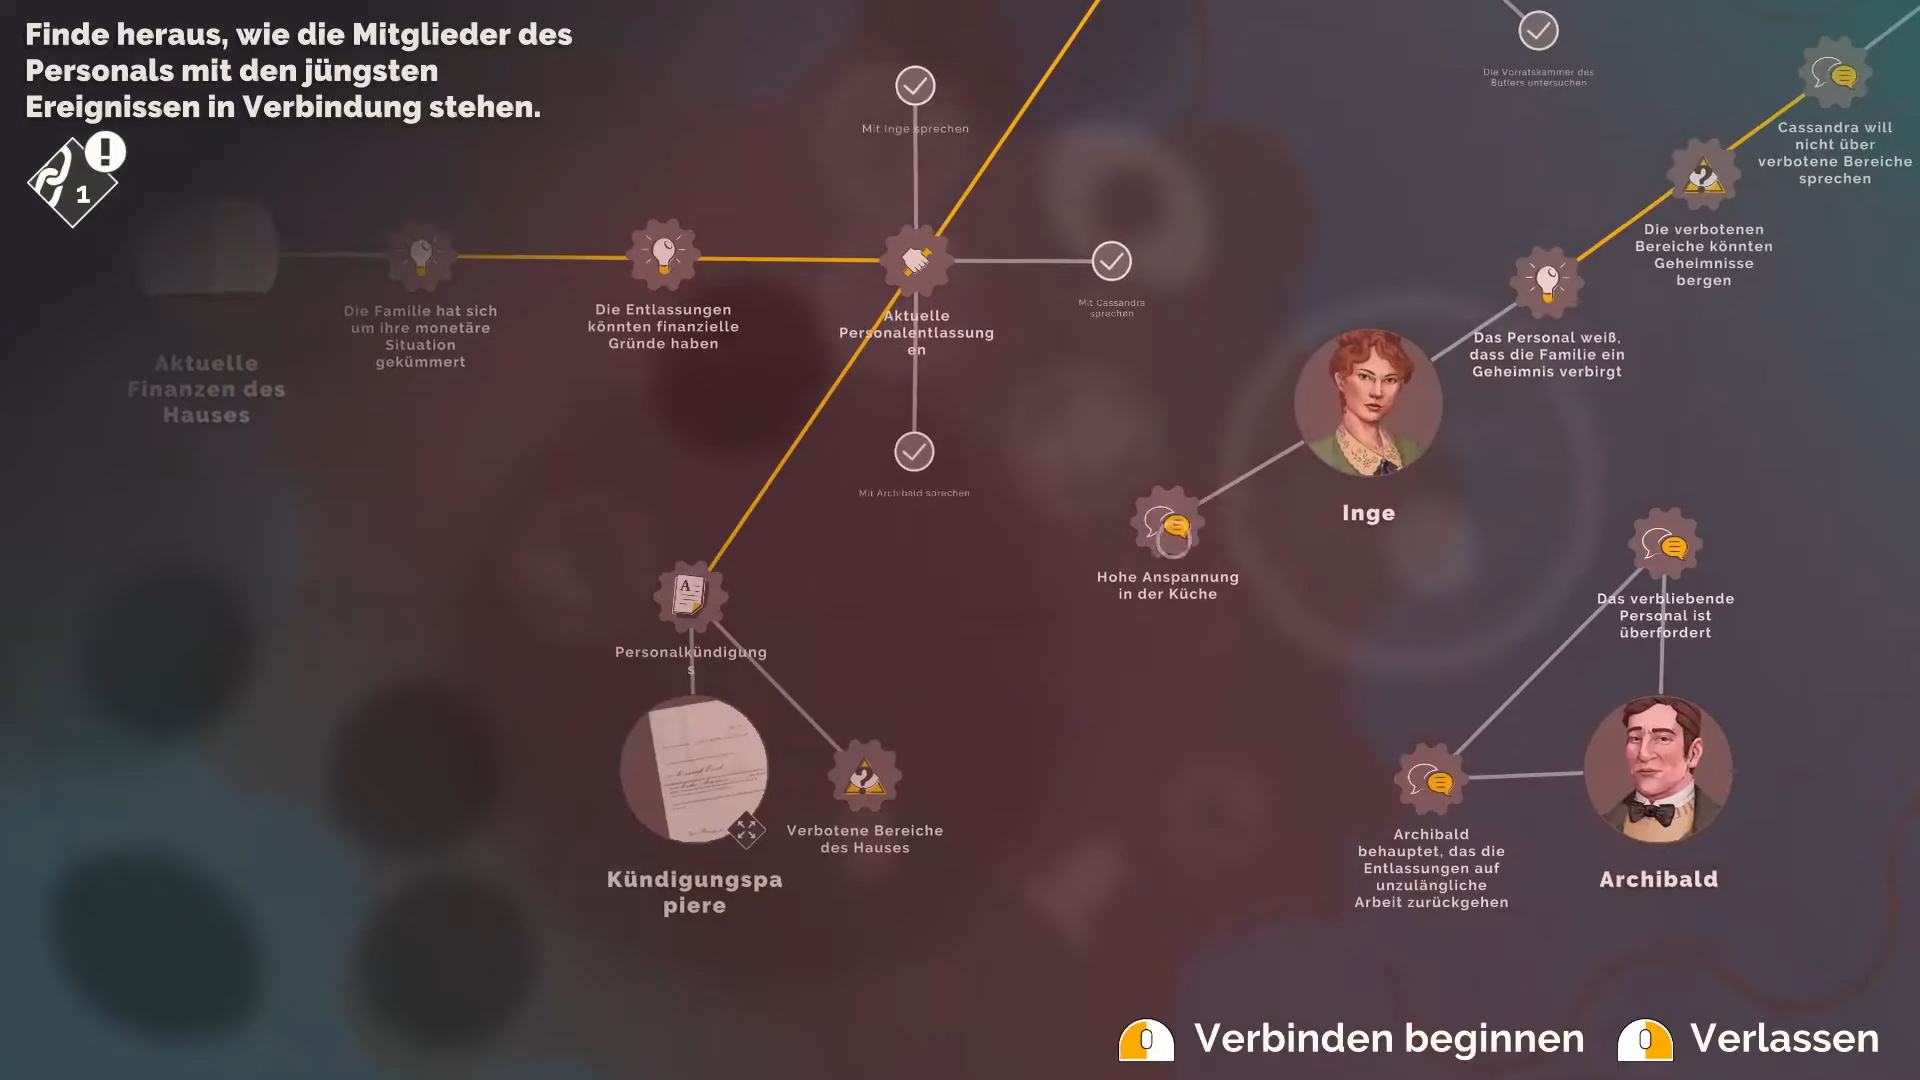 Finde heraus, wie die Mitglieder des
Personals mit den jüngsten
Ereignissen in Verbindung stehen.
1
Mit Inge sprechen
Die Vorratskammer des
Butlers untersuchen
Cassandra will
nicht über
verbotene Bereiche
sprechen
Die verbotenen
Bereiche könnten
Geheimnisse
bergen
Die Familie hat sich
um ihre monetäre
Situation
gekümmert
Die Entlassungen
könnten finanzielle
Gründe haben
Aktuelle
Personalentlassung
en
Mit Cassandra
sprechen
Das Personal weiß,
dass die Familie ein
Geheimnis verbirgt
Aktuelle
Finanzen des
Hauses
Mit Archibald sprechen
Inge
Hohe Anspannung
in der Küche
Das verbliebende
Personal ist
überfordert
A
Personalkündigung
s
Verbotene Bereiche
des Hauses
Kündigungspa
piere
Archibald
behauptet, das die
Entlassungen auf
unzulängliche
Arbeit zurückgehen
Archibald
Verbinden beginnen
Verlassen